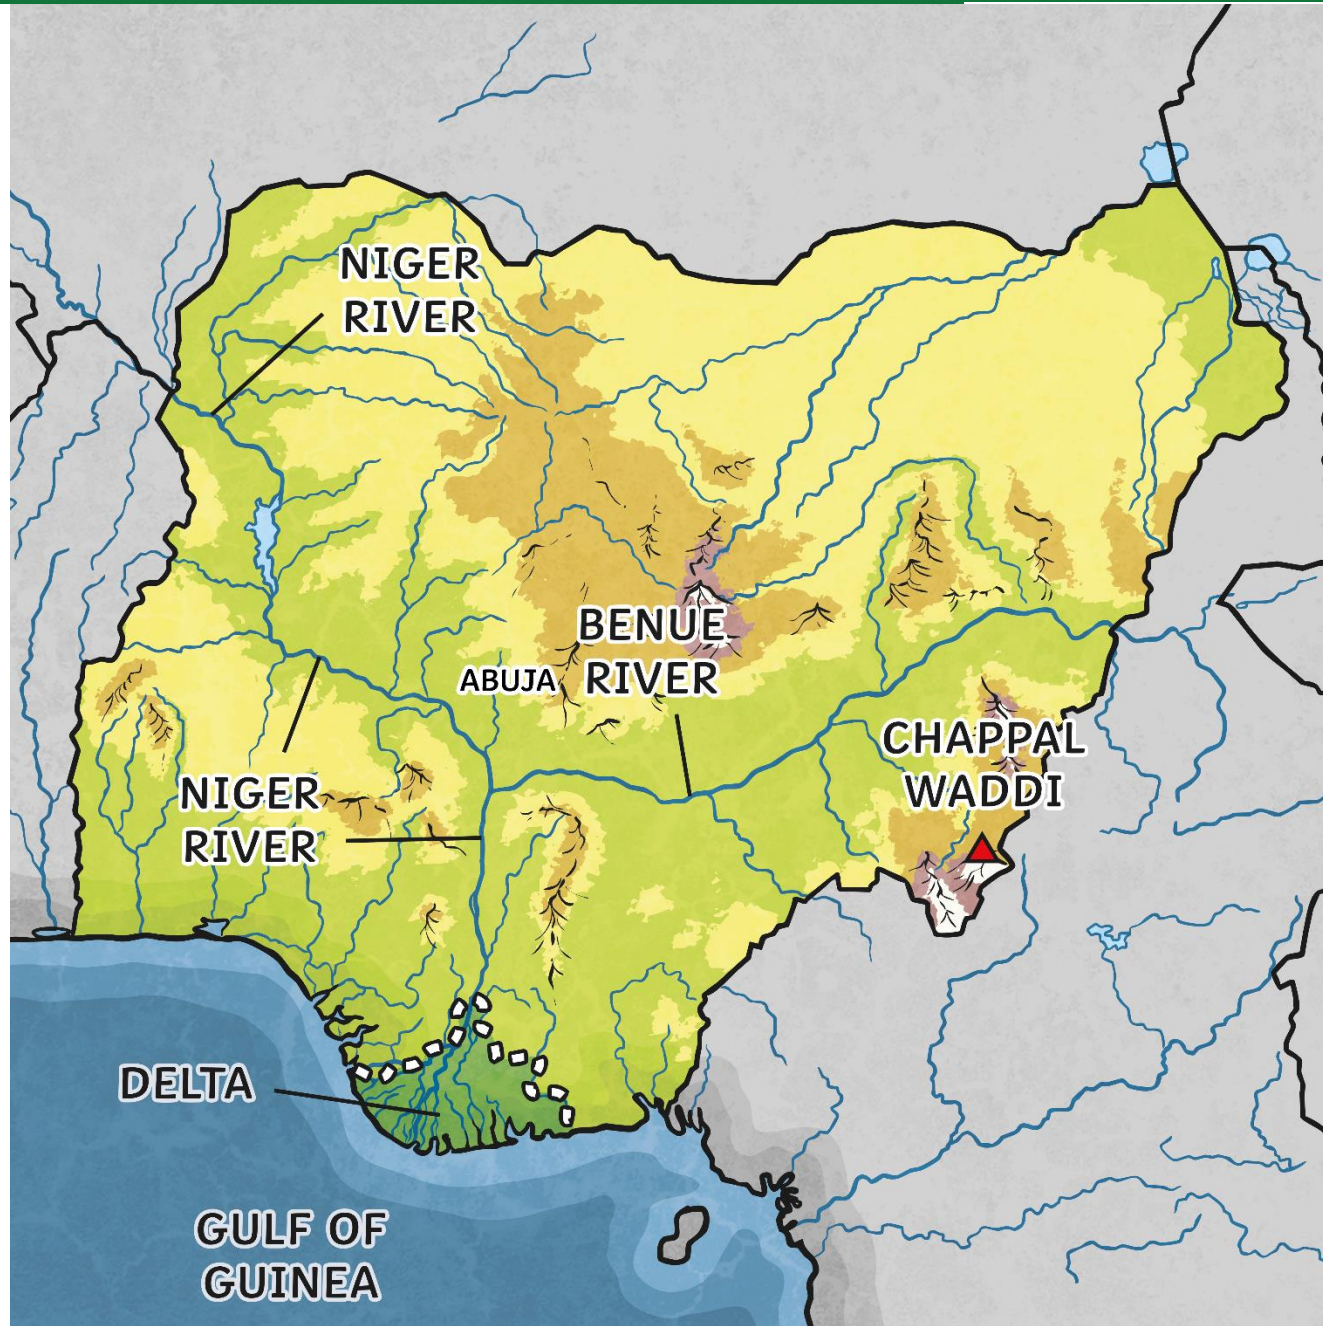 NIGER
RIVER
BENUE
RIVER
ABUJA
CHAPPAL
WADDI
NIGER
RIVER
DELTA
GULF OF
GUINEA